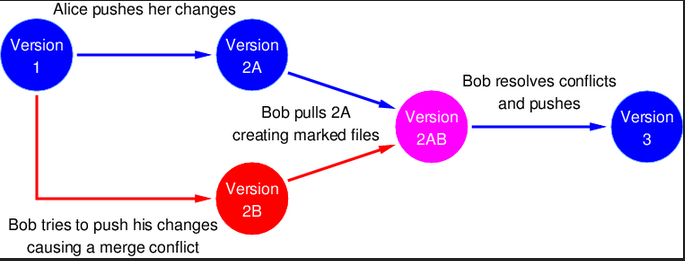 Alice pushes her changes
Version
1
Version
2A
Bob pulls 2A
creating marked files
Version
2AB
Bob resolves conflicts
and pushes
Version
3
Version
2B
Bob tries to push his changes
causing a merge conflict